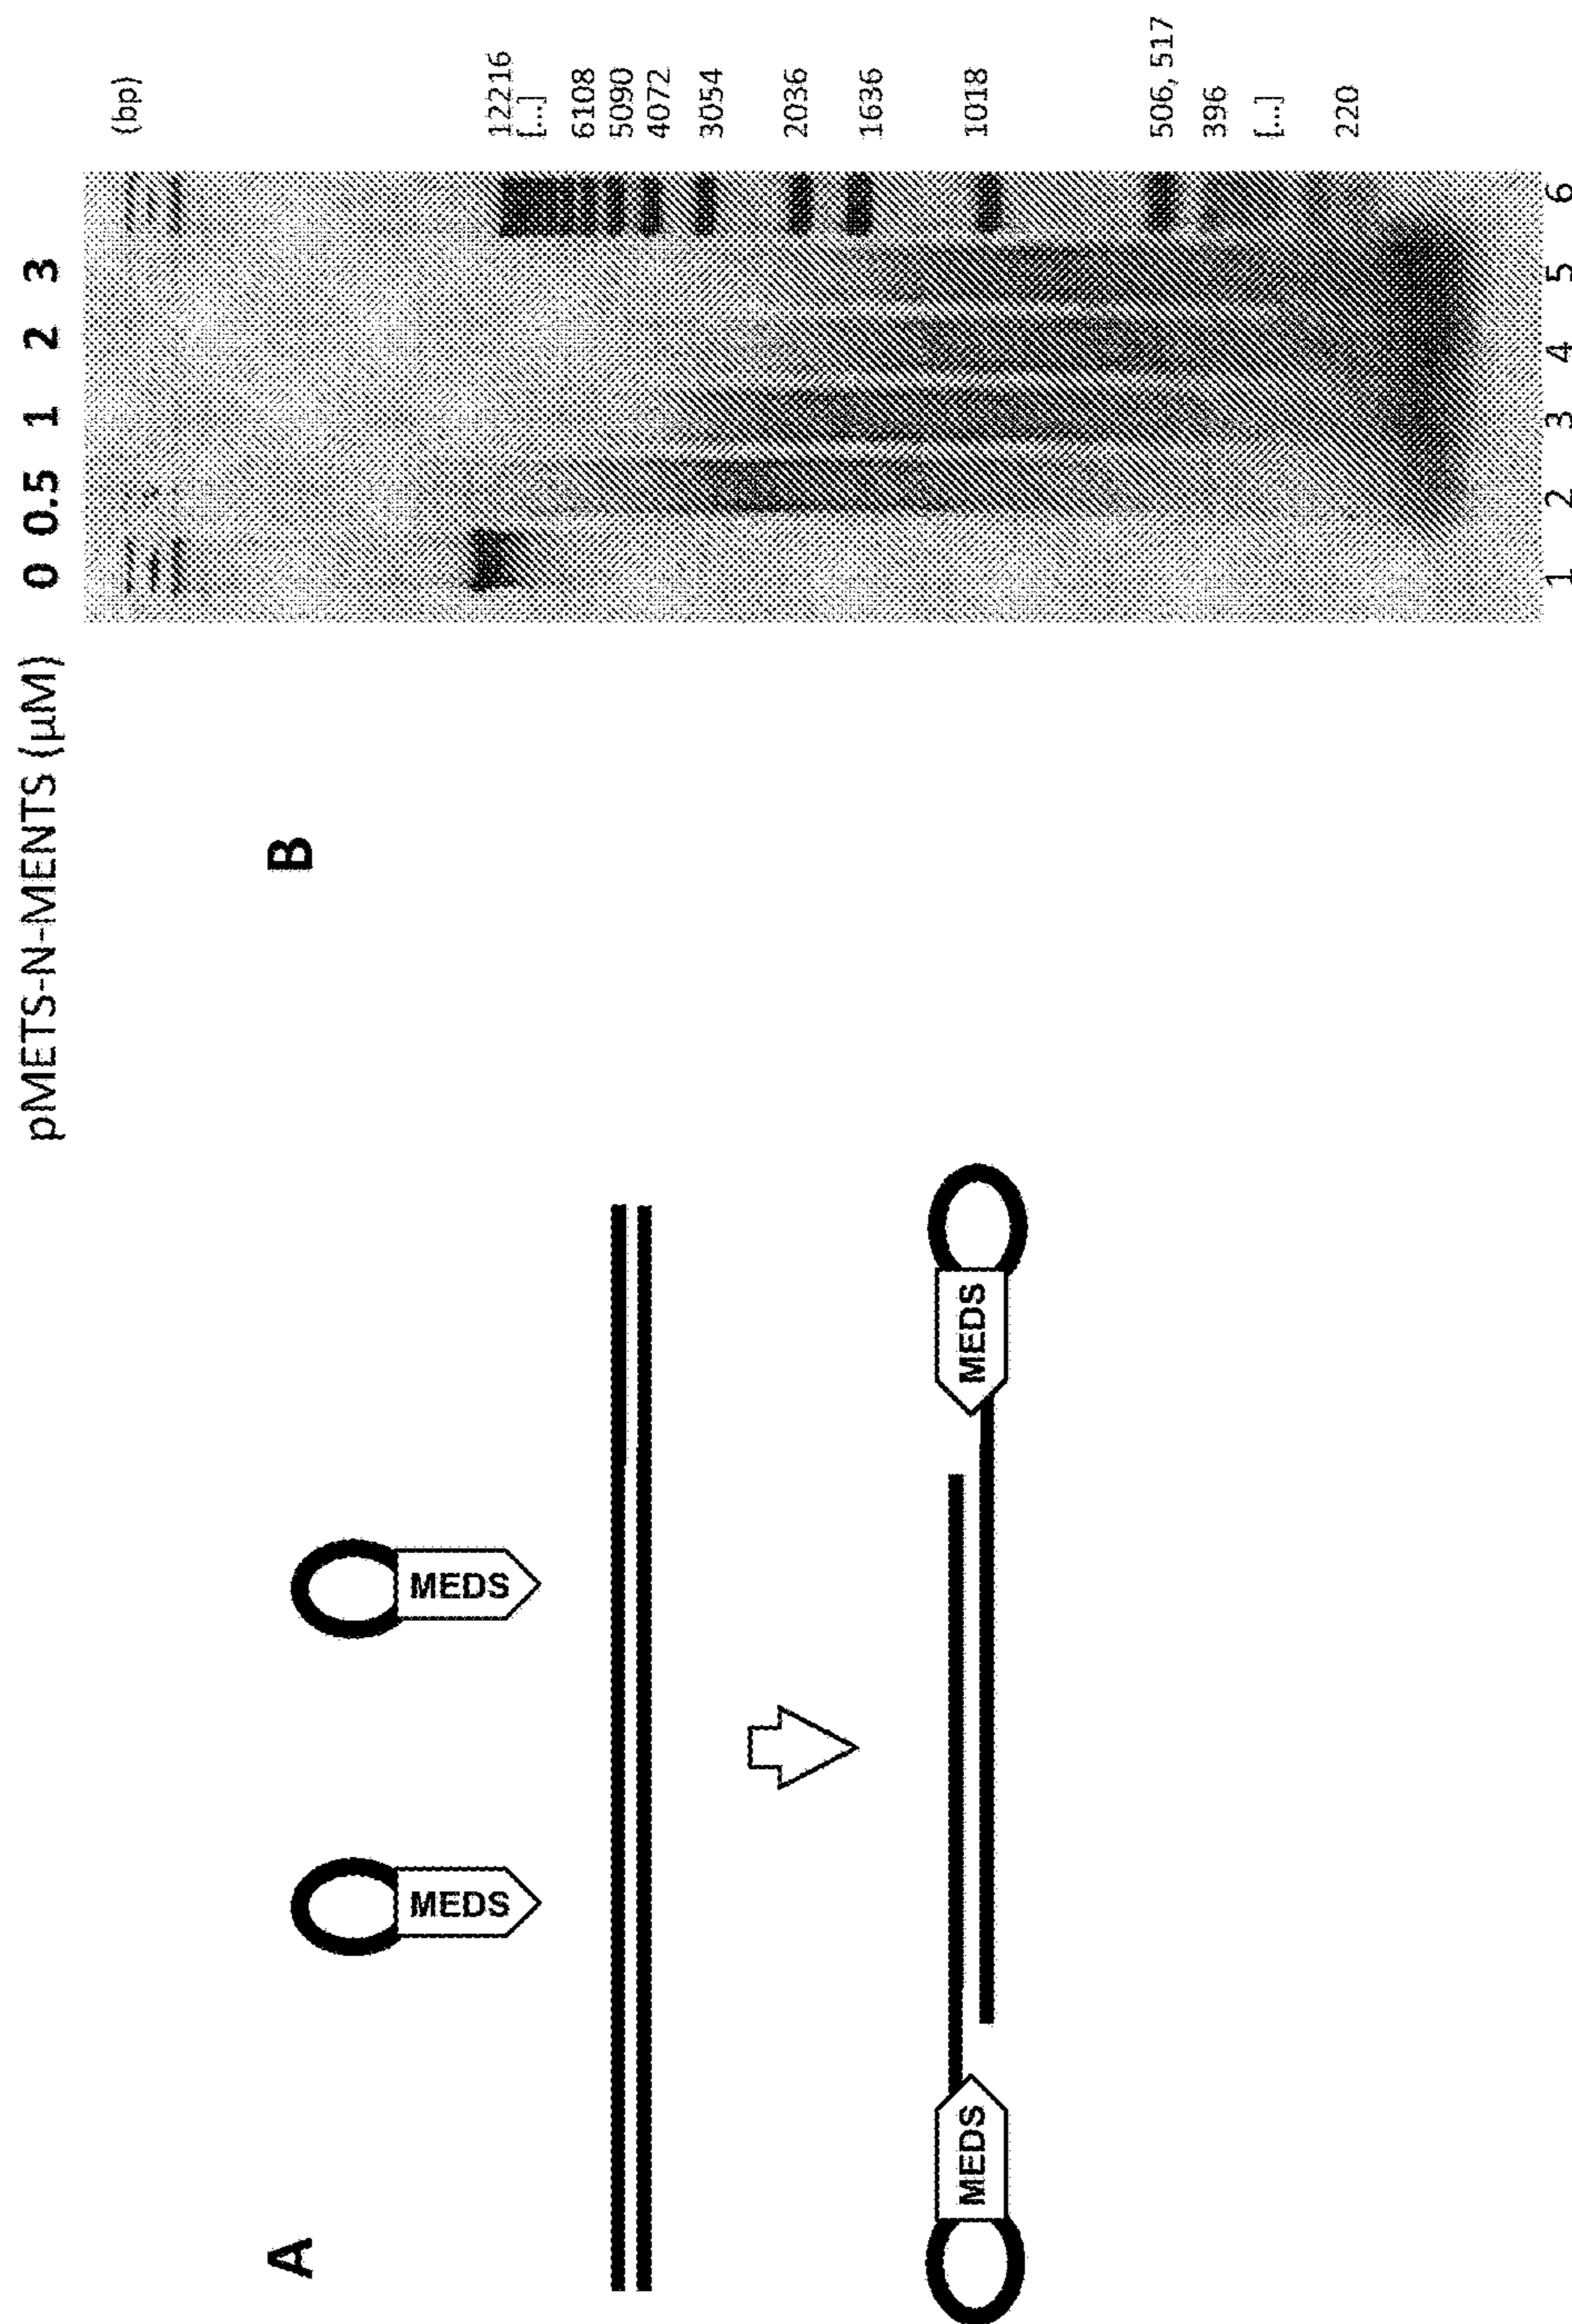 A
MEDS
MEDS
MEDS
MEDS
B
pMETS-N-MENTS (µM)
0 0.5 1 2 3
(bp)
12216
[...]
6108
5090
4072
3054
2036
1636
1018
506, 517
396
[...]
220
1 2 3 4 5 6